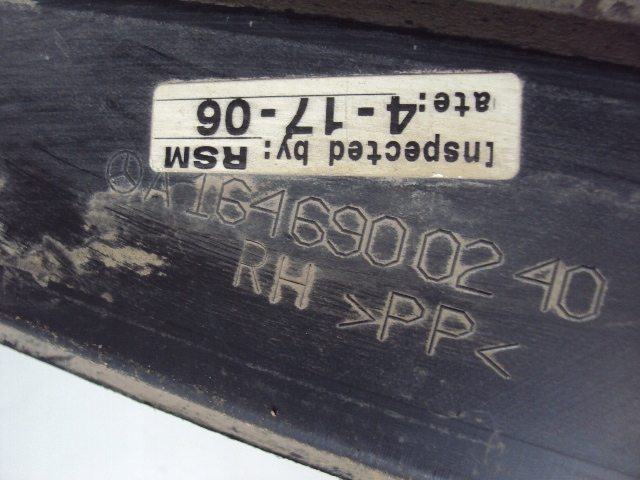 Inspected by: RSM
ate: 4-17-06
A 164 690 02 40
RH >PP<